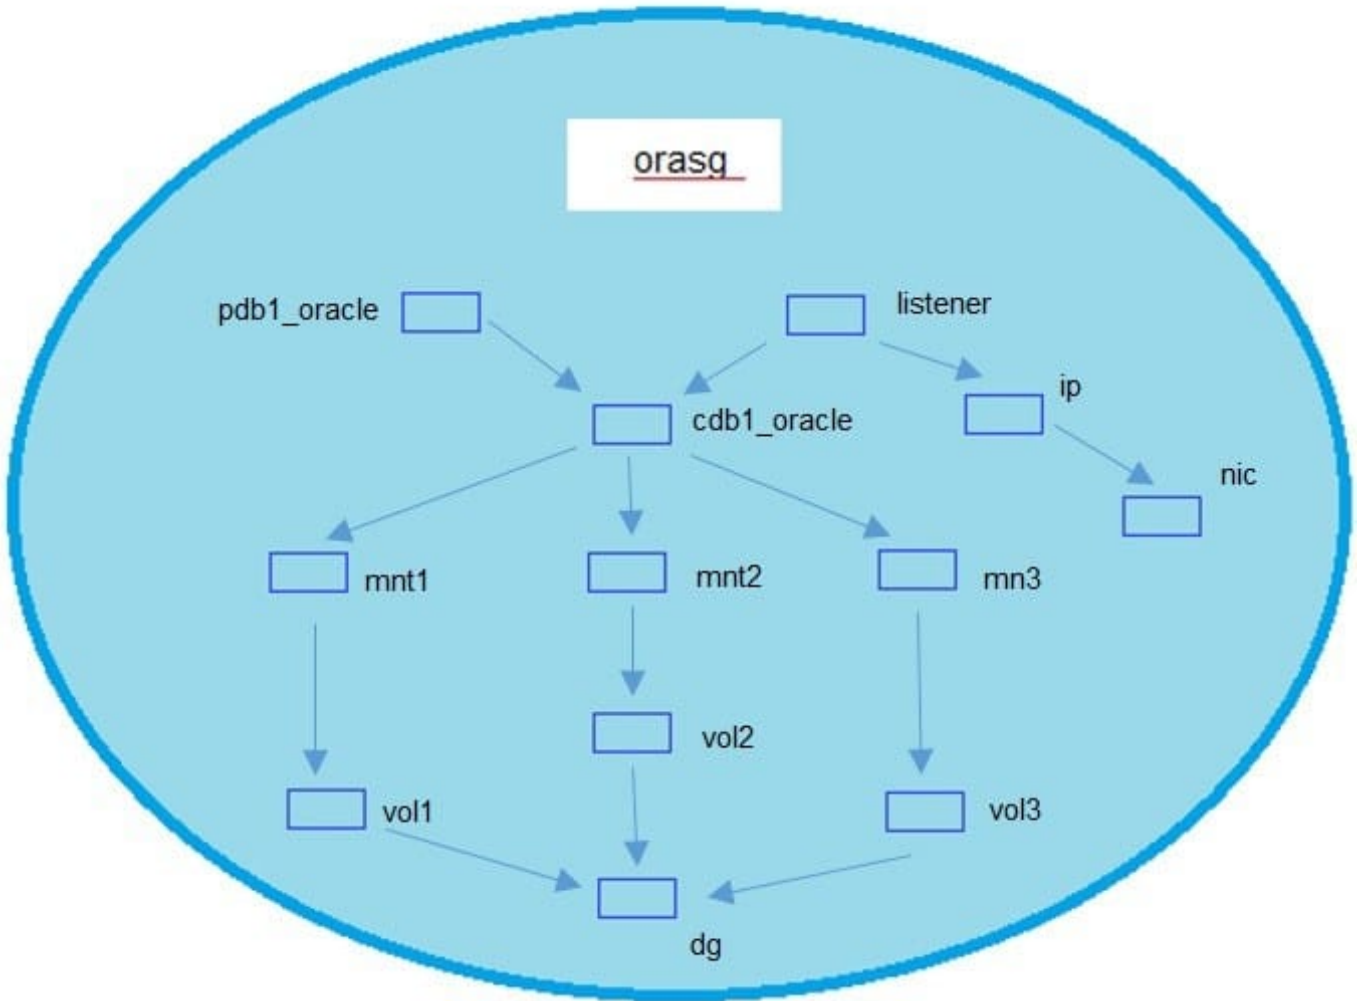 orasg
pdb1_oracle
listener
ip
cdb1_oracle
nic
mnt1
mnt2
mn3
vol2
vol1
vol3
dg